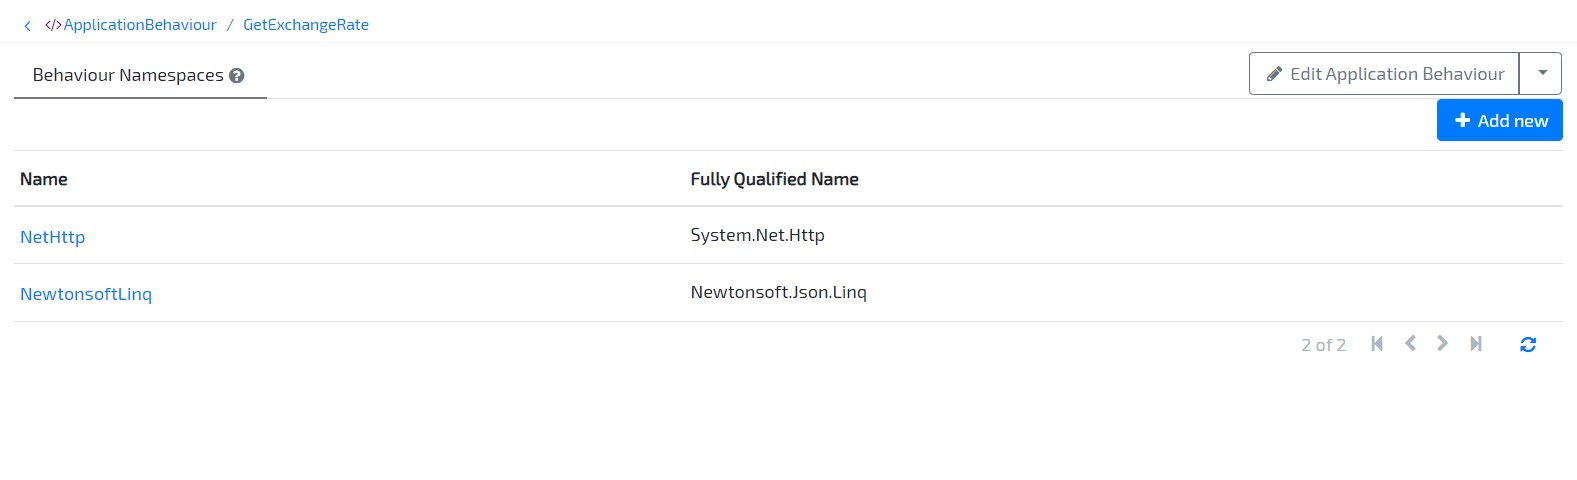 </>ApplicationBehaviour / GetExchangeRate
Behaviour Namespaces
Edit Application Behaviour
Add new
Name Fully Qualified Name
NetHttp System.Net.Http
NewtonsoftLinq Newtonsoft.Json.Linq
2 of 2